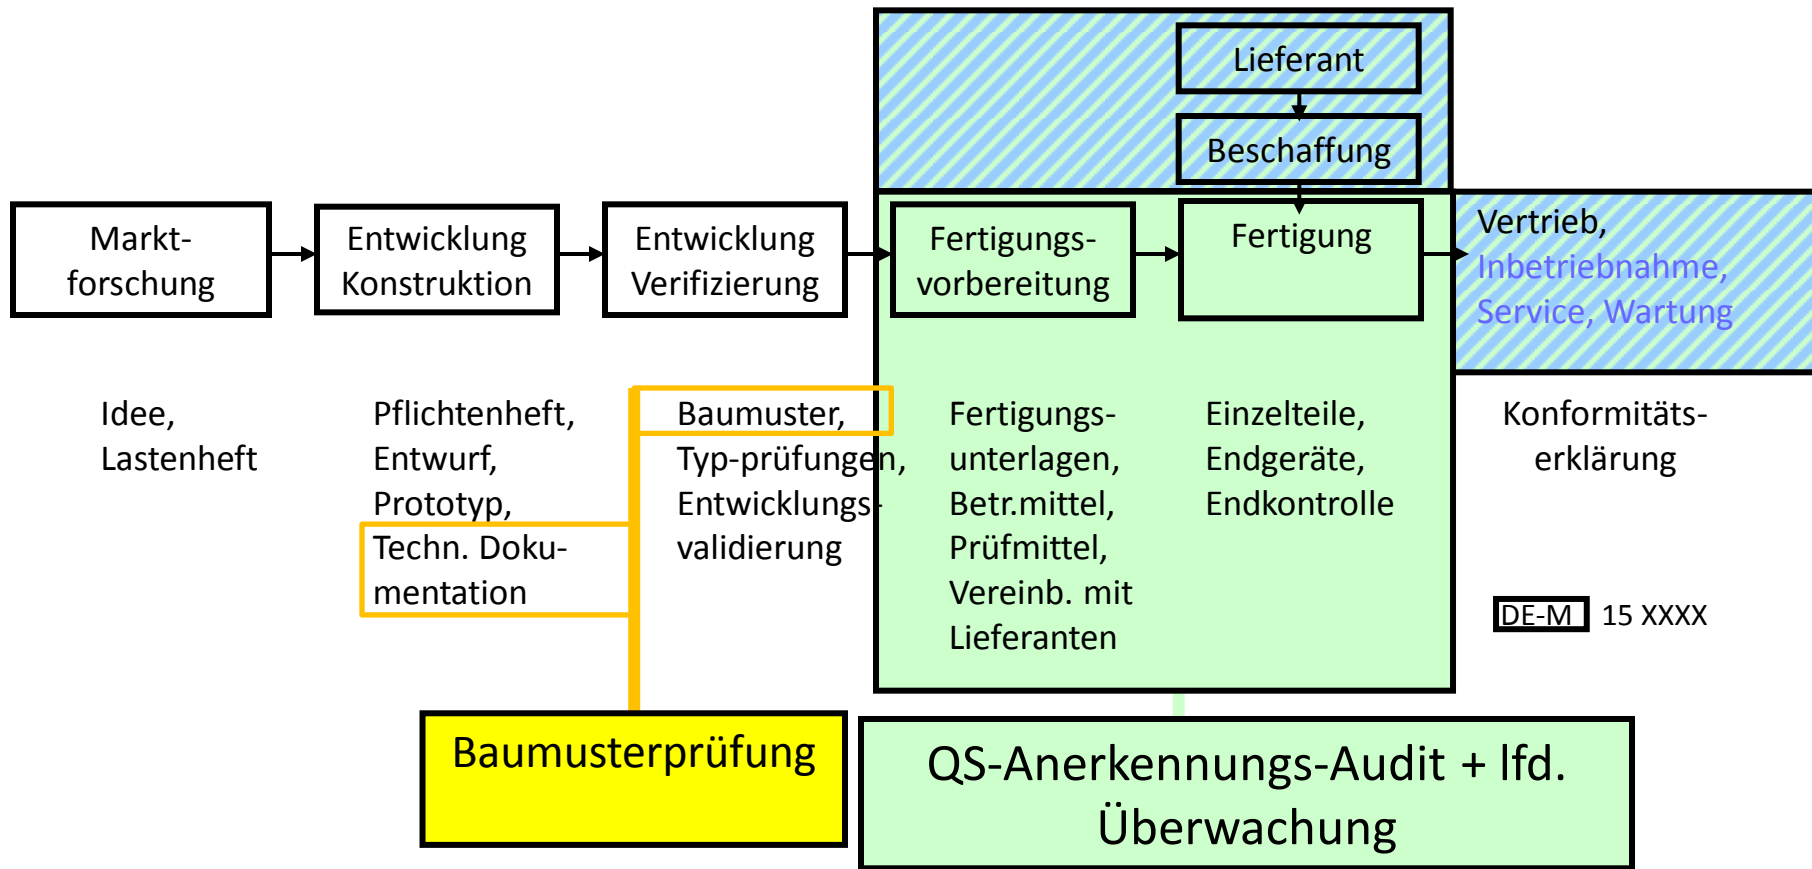 Lieferant
Beschaffung
Markt-
forschung
Entwicklung
Konstruktion
Entwicklung
Verifizierung
Fertigungs-
vorbereitung
Fertigung
Vertrieb,
Inbetriebnahme,
Service, Wartung
Idee,
Lastenheft
Pflichtenheft,
Entwurf,
Prototyp,
Techn. Doku-
mentation
Baumuster,
Typ-prüfungen,
Entwicklungs-
validierung
Fertigungs-
unterlagen,
Betr.mittel,
Prüfmittel,
Vereinb. mit
Lieferanten
Einzelteile,
Endgeräte,
Endkontrolle
Konformitäts-
erklärung
DE-M 15 XXXX
Baumusterprüfung
QS-Anerkennungs-Audit + lfd.
Überwachung